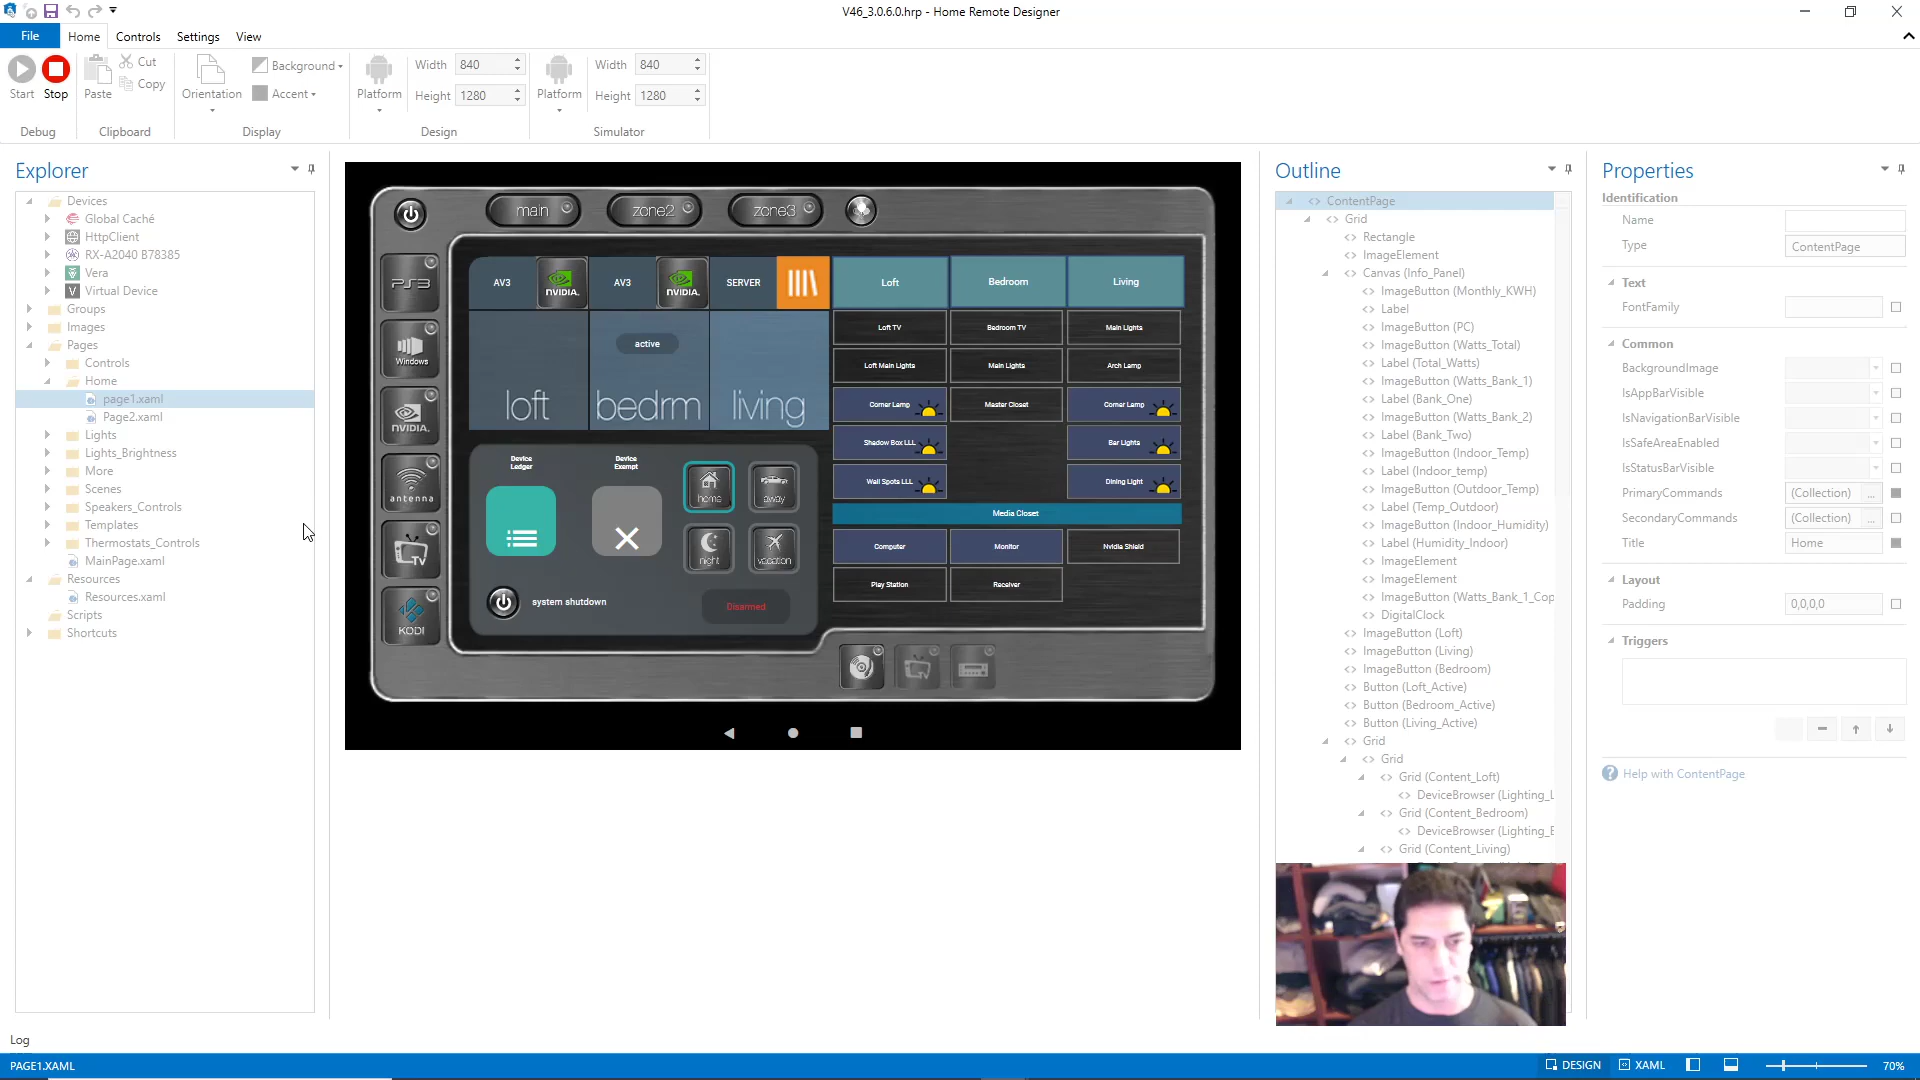 V46_3.0.6.0.hrp - Home Remote Designer
File
Home
Controls
Settings
View
Start
Stop
Debug
Paste
Cut
Copy
Clipboard
Orientation
Background
Accent
Display
Platform
Width 840
Height 1280
Design
Platform
Width 840
Height 1280
Simulator
Explorer
Devices
Global Caché
HttpClient
RX-A2040 B78385
Vera
Virtual Device
Groups
Images
Pages
Controls
Home
page1.xaml
Page2.xaml
Lights
Lights_Brightness
More
Scenes
Speakers_Controls
Templates
Thermostats_Controls
MainPage.xaml
Resources
Resources.xaml
Scripts
Shortcuts
main
zone2
zone3
PS3
Windows
NVIDIA.
antenna
TV
KODI
AV3
NVIDIA.
AV3
NVIDIA.
SERVER
active
loft
bedrm
living
Device
Ledger
Device
Exempt
home
away
night
vacation
system shutdown
Disarmed
Loft
Bedroom
Living
Loft TV
Bedroom TV
Main Lights
Loft Main Lights
Main Lights
Arch Lamp
Corner Lamp
Master Closet
Corner Lamp
Shadow Box LLL
Bar Lights
Wall Spots LLL
Dining Light
Media Closet
Computer
Monitor
Nvidia Shield
Play Station
Receiver
Outline
ContentPage
Grid
Rectangle
ImageElement
Canvas (Info_Panel)
ImageButton (Monthly_KWH)
Label
ImageButton (PC)
ImageButton (Watts_Total)
Label (Total_Watts)
ImageButton (Watts_Bank_1)
Label (Bank_One)
ImageButton (Watts_Bank_2)
Label (Bank_Two)
ImageButton (Indoor_Temp)
Label (Indoor_temp)
ImageButton (Outdoor_Temp)
Label (Temp_Outdoor)
ImageButton (Indoor_Humidity)
Label (Humidity_Indoor)
ImageElement
ImageElement
ImageButton (Watts_Bank_1_Cop
DigitalClock
ImageButton (Loft)
ImageButton (Living)
ImageButton (Bedroom)
Button (Loft_Active)
Button (Bedroom_Active)
Button (Living_Active)
Grid
Grid
Grid (Content_Loft)
DeviceBrowser (Lighting_L
Grid (Content_Bedroom)
DeviceBrowser (Lighting_B
Grid (Content_Living)
Properties
Identification
Name
Type ContentPage
Text
FontFamily
Common
BackgroundImage
IsAppBarVisible
IsNavigationBarVisible
IsSafeAreaEnabled
IsStatusBarVisible
PrimaryCommands (Collection) ...
SecondaryCommands (Collection) ...
Title Home
Layout
Padding 0,0,0,0
Triggers
Help with ContentPage
Log
PAGE1.XAML
DESIGN
XAML
70%